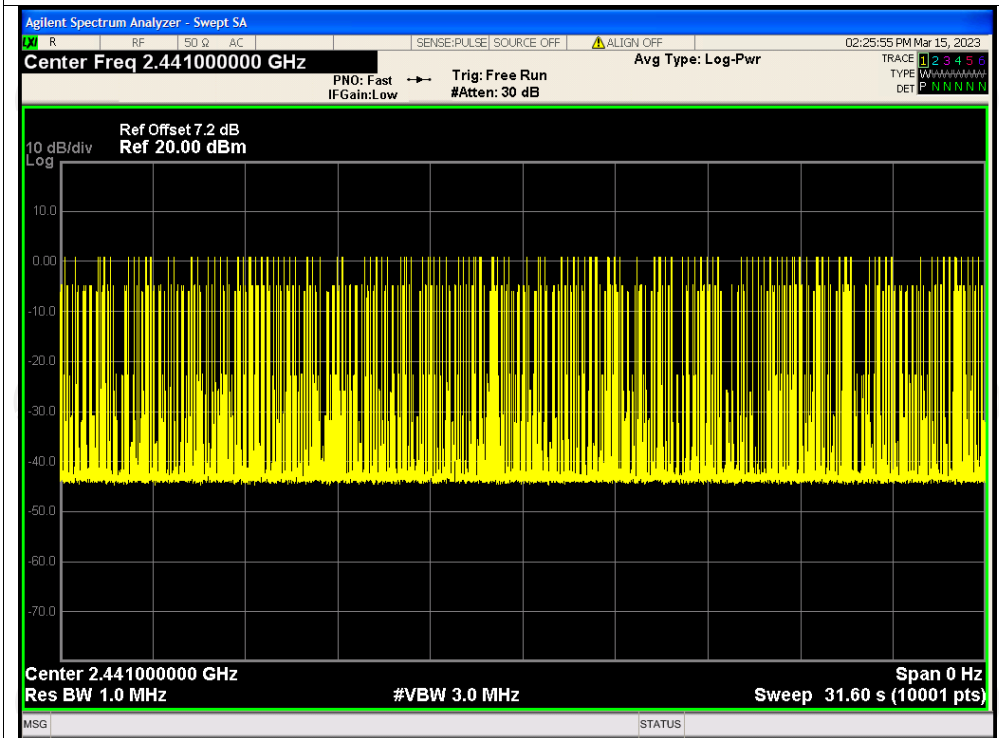 Agilent Spectrum Analyzer - Swept SA
LXI R RF 50 Ω AC SENSE:PULSE SOURCE OFF ALIGN OFF 02:25:55 PM Mar 15, 2023
Center Freq 2.441000000 GHz Avg Type: Log-Pwr TRACE 1 2 3 4 5 6
PNO: Fast Trig: Free Run TYPE WWWWWW
IFGain:Low #Atten: 30 dB DET P N N N N N
Ref Offset 7.2 dB
10 dB/div Ref 20.00 dBm
Log
10.0
0.00
-10.0
-20.0
-30.0
-40.0
-50.0
-60.0
-70.0
Center 2.441000000 GHz Span 0 Hz
Res BW 1.0 MHz #VBW 3.0 MHz Sweep 31.60 s (10001 pts)
MSG STATUS